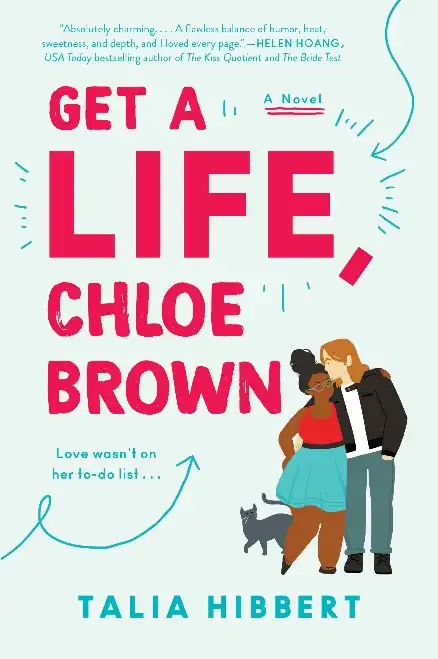 "Absolutely charming. . . . A flawless balance of humor, heat,
sweetness, and depth, and I loved every page." —HELEN HOANG,
USA Today bestselling author of The Kiss Quotient and The Bride Test
GET A
A Novel
LIFE,
CHLOE
BROWN
Love wasn't on
her to-do list . . .
TALIA HIBBERT